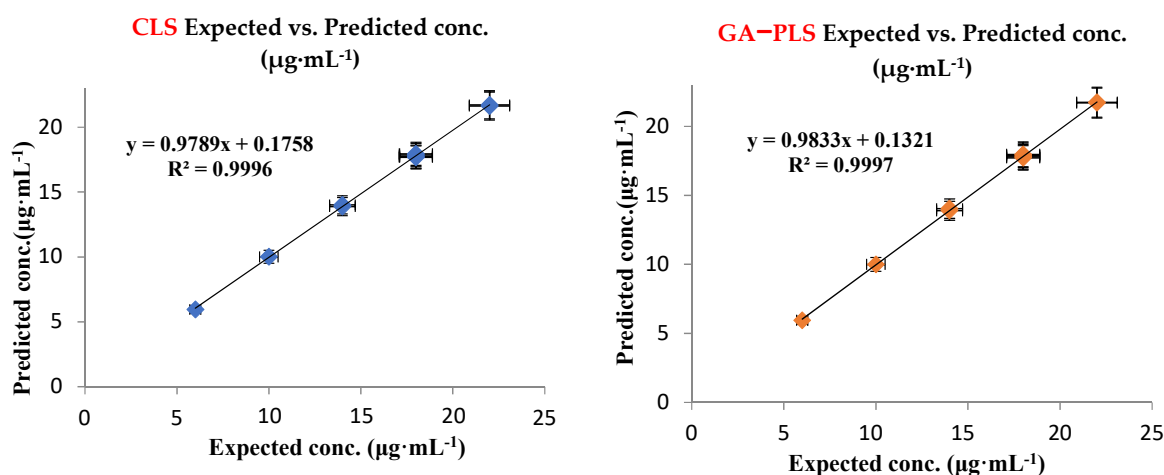 CLS Expected vs. Predicted conc.
(µg·mL⁻¹)
y = 0.9789x + 0.1758
R² = 0.9996
Predicted conc.(µg·mL⁻¹)
20
15
10
5
0
0
5
10
15
20
25
Expected conc. (µg·mL⁻¹)
GA−PLS Expected vs. Predicted conc.
(µg·mL⁻¹)
y = 0.9833x + 0.1321
R² = 0.9997
Predicted conc. (µg·mL⁻¹)
20
15
10
5
0
0
5
10
15
20
25
Expected conc. (µg·mL⁻¹)